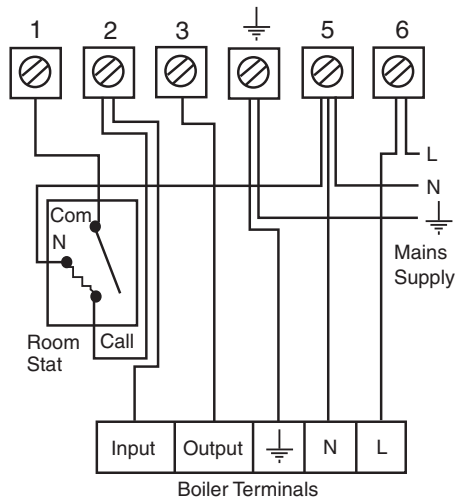 1 2 3 5 6
L
N
Com
N
Mains
Supply
Room
Stat
Call
Input Output N L
Boiler Terminals